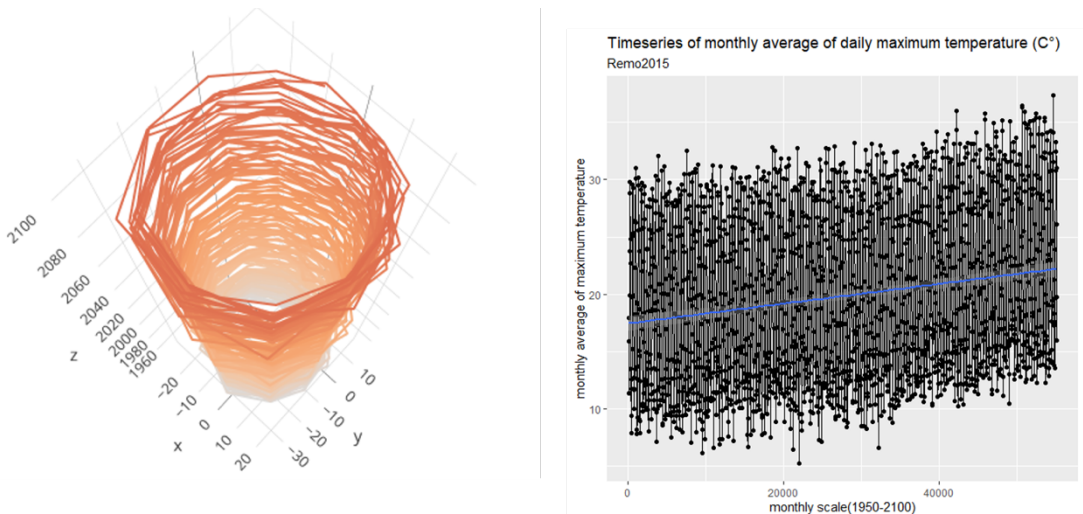 2100
2080
2060
2040
2020
2000
1980
1960
z
-20
-10
0
10
20
x
10
0
-10
-20
-30
y
Timeseries of monthly average of daily maximum temperature (C°)
Remo2015
monthly average of maximum temperature
30
20
10
0 20000 40000
monthly scale(1950-2100)